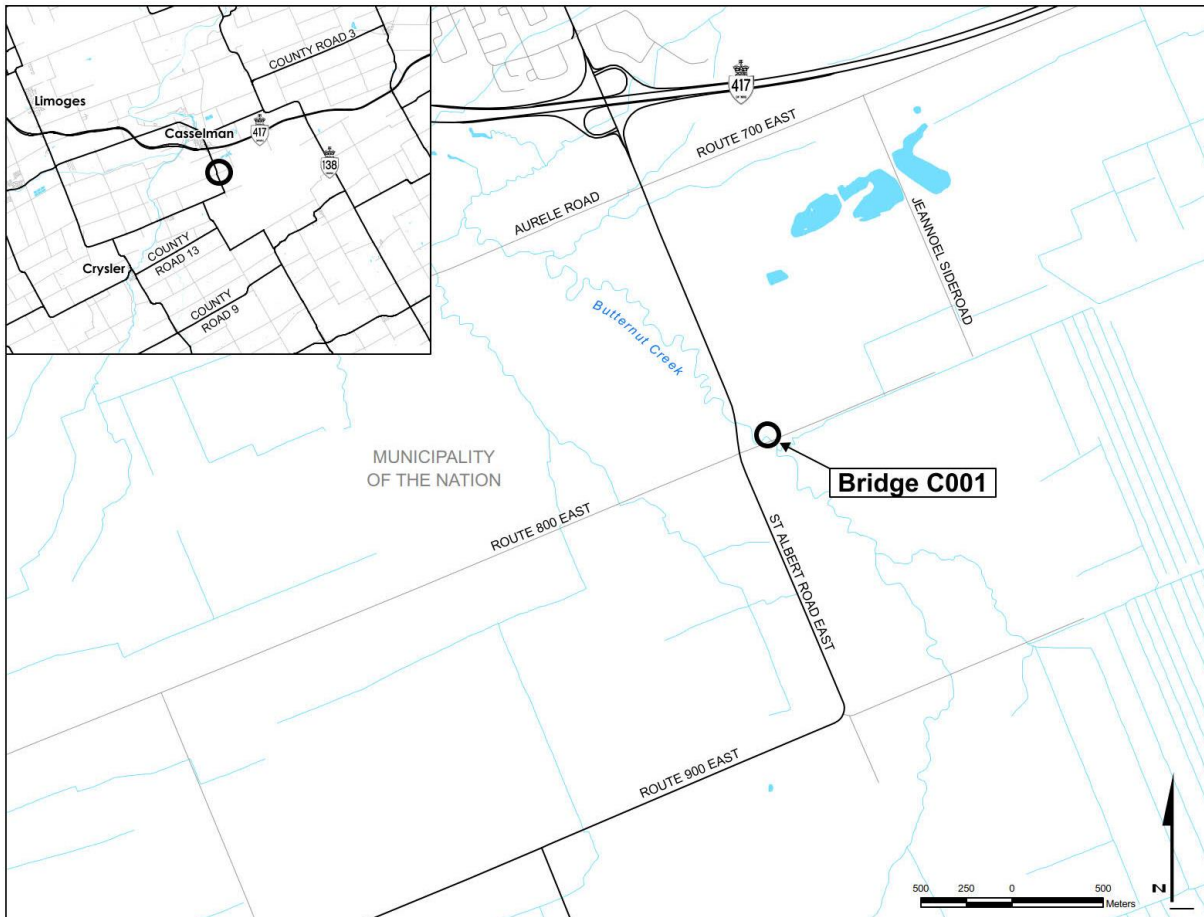 COUNTY ROAD 3
Limoges
Casselman
417
138
COUNTY
ROAD 13
Crysler
COUNTY
ROAD 9
417
ROUTE 700 EAST
AURELE ROAD
JEANNOEL SIDEROAD
Butternut Creek
MUNICIPALITY
OF THE NATION
Bridge C001
ROUTE 800 EAST
ST ALBERT ROAD EAST
ROUTE 900 EAST
500 250 0 500
Meters
N